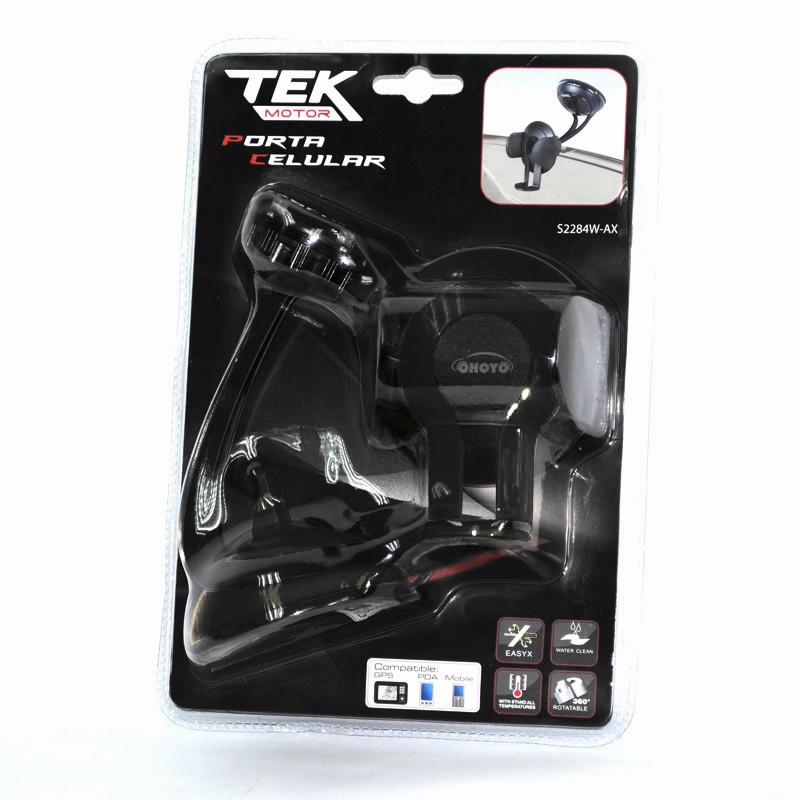 TEK
MOTOR
PORTA
CELULAR
S2284W-AX
OHOYO
EASYX
WATER CLEAN
Compatible:
GPS PDA Mobile
WITH STAND ALL
TEMPERATURES
360°
ROTATABLE